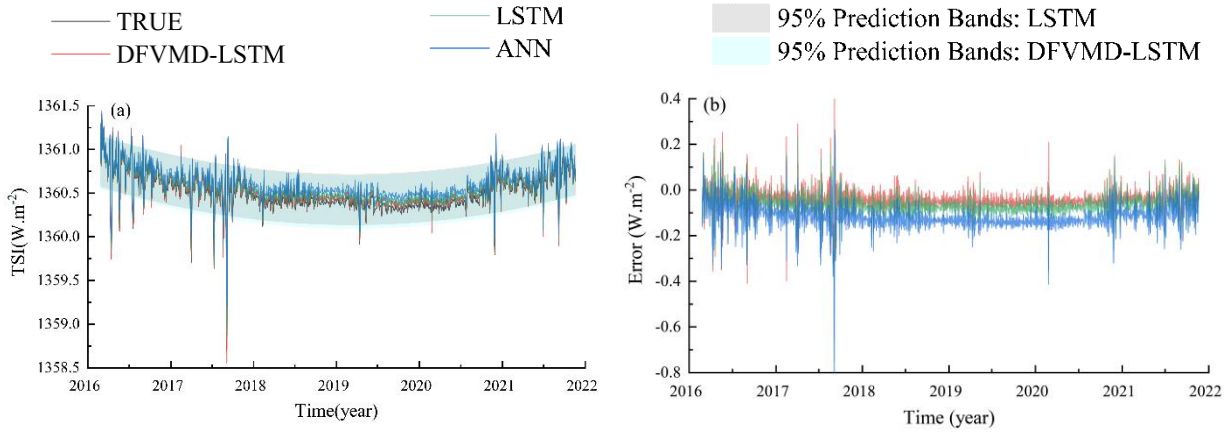 TRUE
DFVMD-LSTM
LSTM
ANN
95% Prediction Bands: LSTM
95% Prediction Bands: DFVMD-LSTM
(a)
1361.5
1361.0
1360.5
1360.0
1359.5
1359.0
1358.5
TSI(W.m-2)
2016 2017 2018 2019 2020 2021 2022
Time(year)
(b)
0.4
0.2
0.0
-0.2
-0.4
-0.6
-0.8
Error (W.m-2)
2016 2017 2018 2019 2020 2021 2022
Time (year)